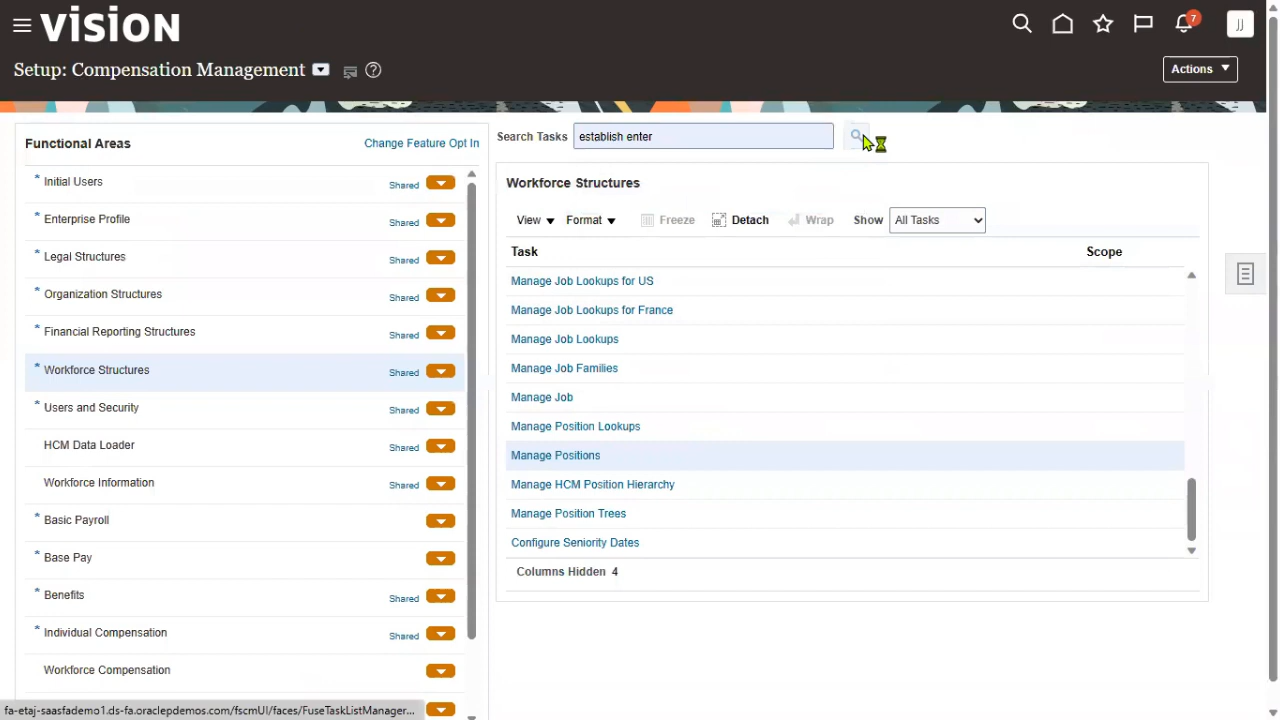 vision
7
JJ
Setup: Compensation Management
Actions
Functional Areas
Change Feature Opt In
Search Tasks
establish enter
* Initial Users Shared
* Enterprise Profile Shared
* Legal Structures Shared
* Organization Structures Shared
* Financial Reporting Structures Shared
* Workforce Structures Shared
* Users and Security Shared
HCM Data Loader Shared
Workforce Information Shared
* Basic Payroll
* Base Pay
* Benefits Shared
* Individual Compensation Shared
Workforce Compensation
Workforce Structures
View Format Freeze Detach Wrap Show All Tasks
Task Scope
Manage Job Lookups for US
Manage Job Lookups for France
Manage Job Lookups
Manage Job Families
Manage Job
Manage Position Lookups
Manage Positions
Manage HCM Position Hierarchy
Manage Position Trees
Configure Seniority Dates
Columns Hidden 4
fa-etaj-saasfademo1.ds-fa.oraclepdemos.com/fscmUI/faces/FuseTaskListManager...